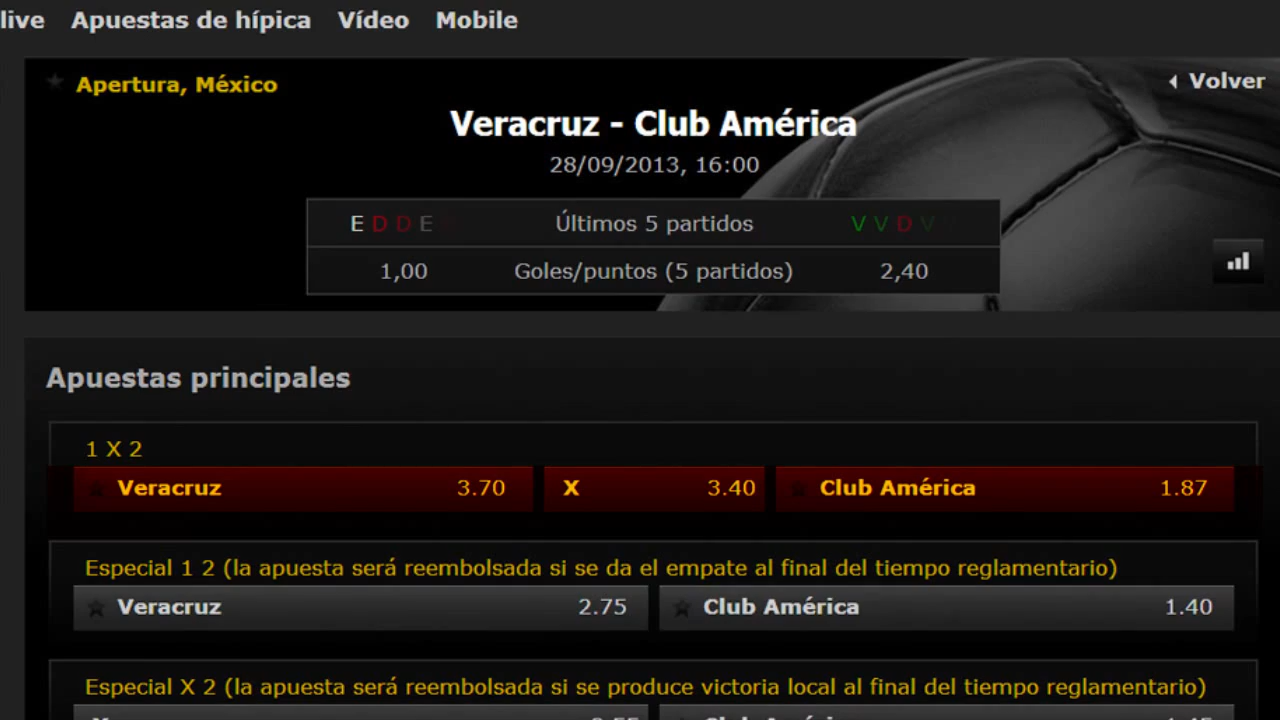 live Apuestas de hípica Vídeo Mobile
Apertura, México
Volver
Veracruz - Club América
28/09/2013, 16:00
E D D E Últimos 5 partidos V V D V
1,00 Goles/puntos (5 partidos) 2,40
Apuestas principales
1 X 2
Veracruz 3.70 X 3.40 Club América 1.87
Especial 1 2 (la apuesta será reembolsada si se da el empate al final del tiempo reglamentario)
Veracruz 2.75 Club América 1.40
Especial X 2 (la apuesta será reembolsada si se produce victoria local al final del tiempo reglamentario)